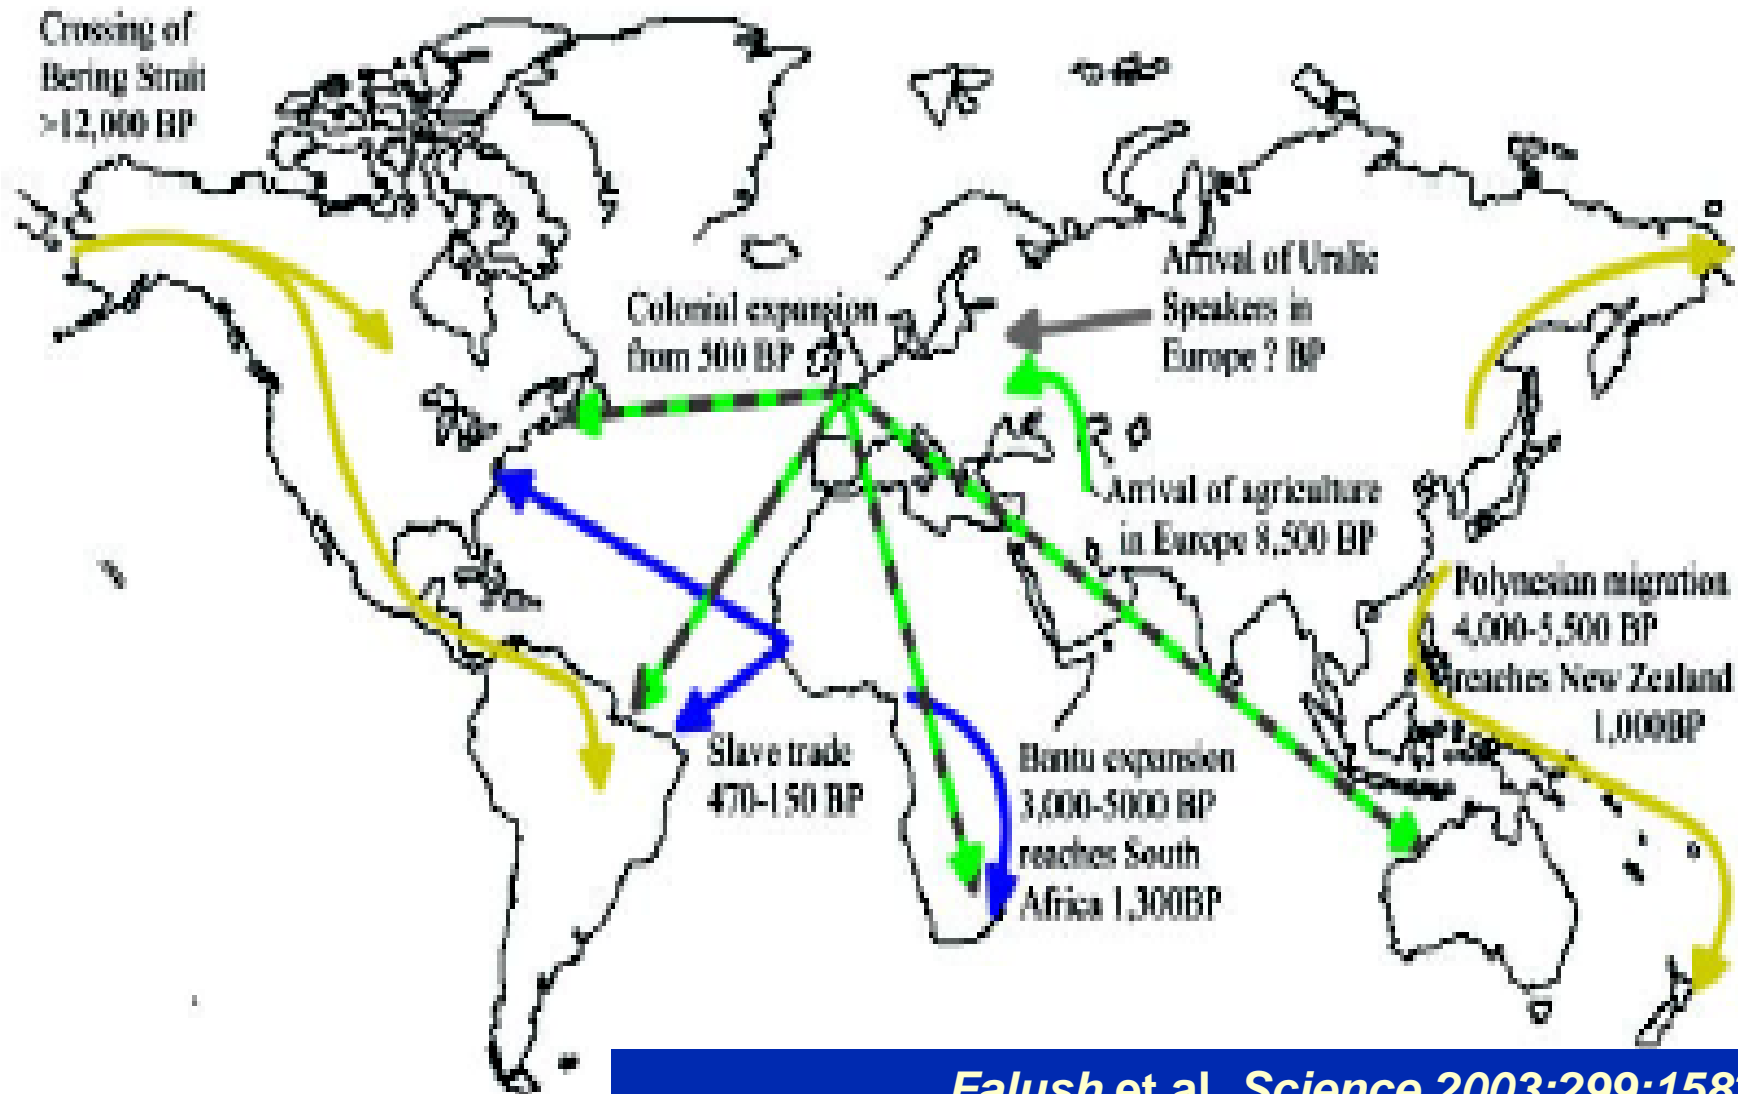 Crossing of
Bering Strait
>12,000 BP
Colonial expansion
from 500 BP
Arrival of Uralic
Speakers in
Europe ? BP
Arrival of agriculture
in Europe 8,500 BP
Polynesian migration
4,000-5,500 BP
reaches New Zealand
1,000BP
Slave trade
470-150 BP
Bantu expansion
3,000-5000 BP
reaches South
Africa 1,300BP
Falush et al. Science 2003;299:158